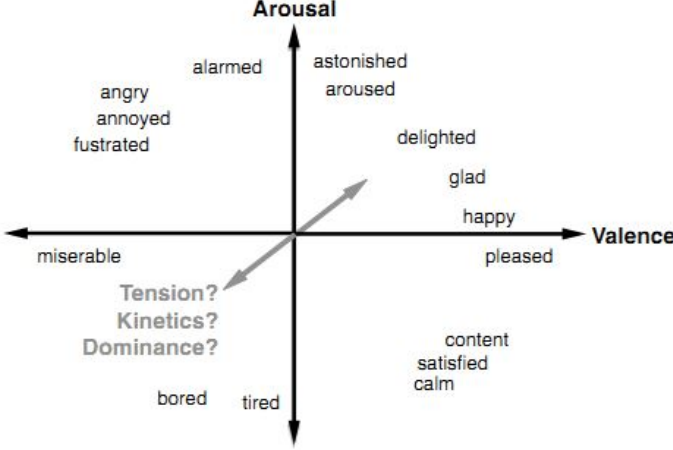 Arousal
alarmed
astonished
angry
aroused
annoyed
fustrated
delighted
glad
happy
Valence
miserable
pleased
Tension?
Kinetics?
Dominance?
content
satisfied
calm
bored
tired